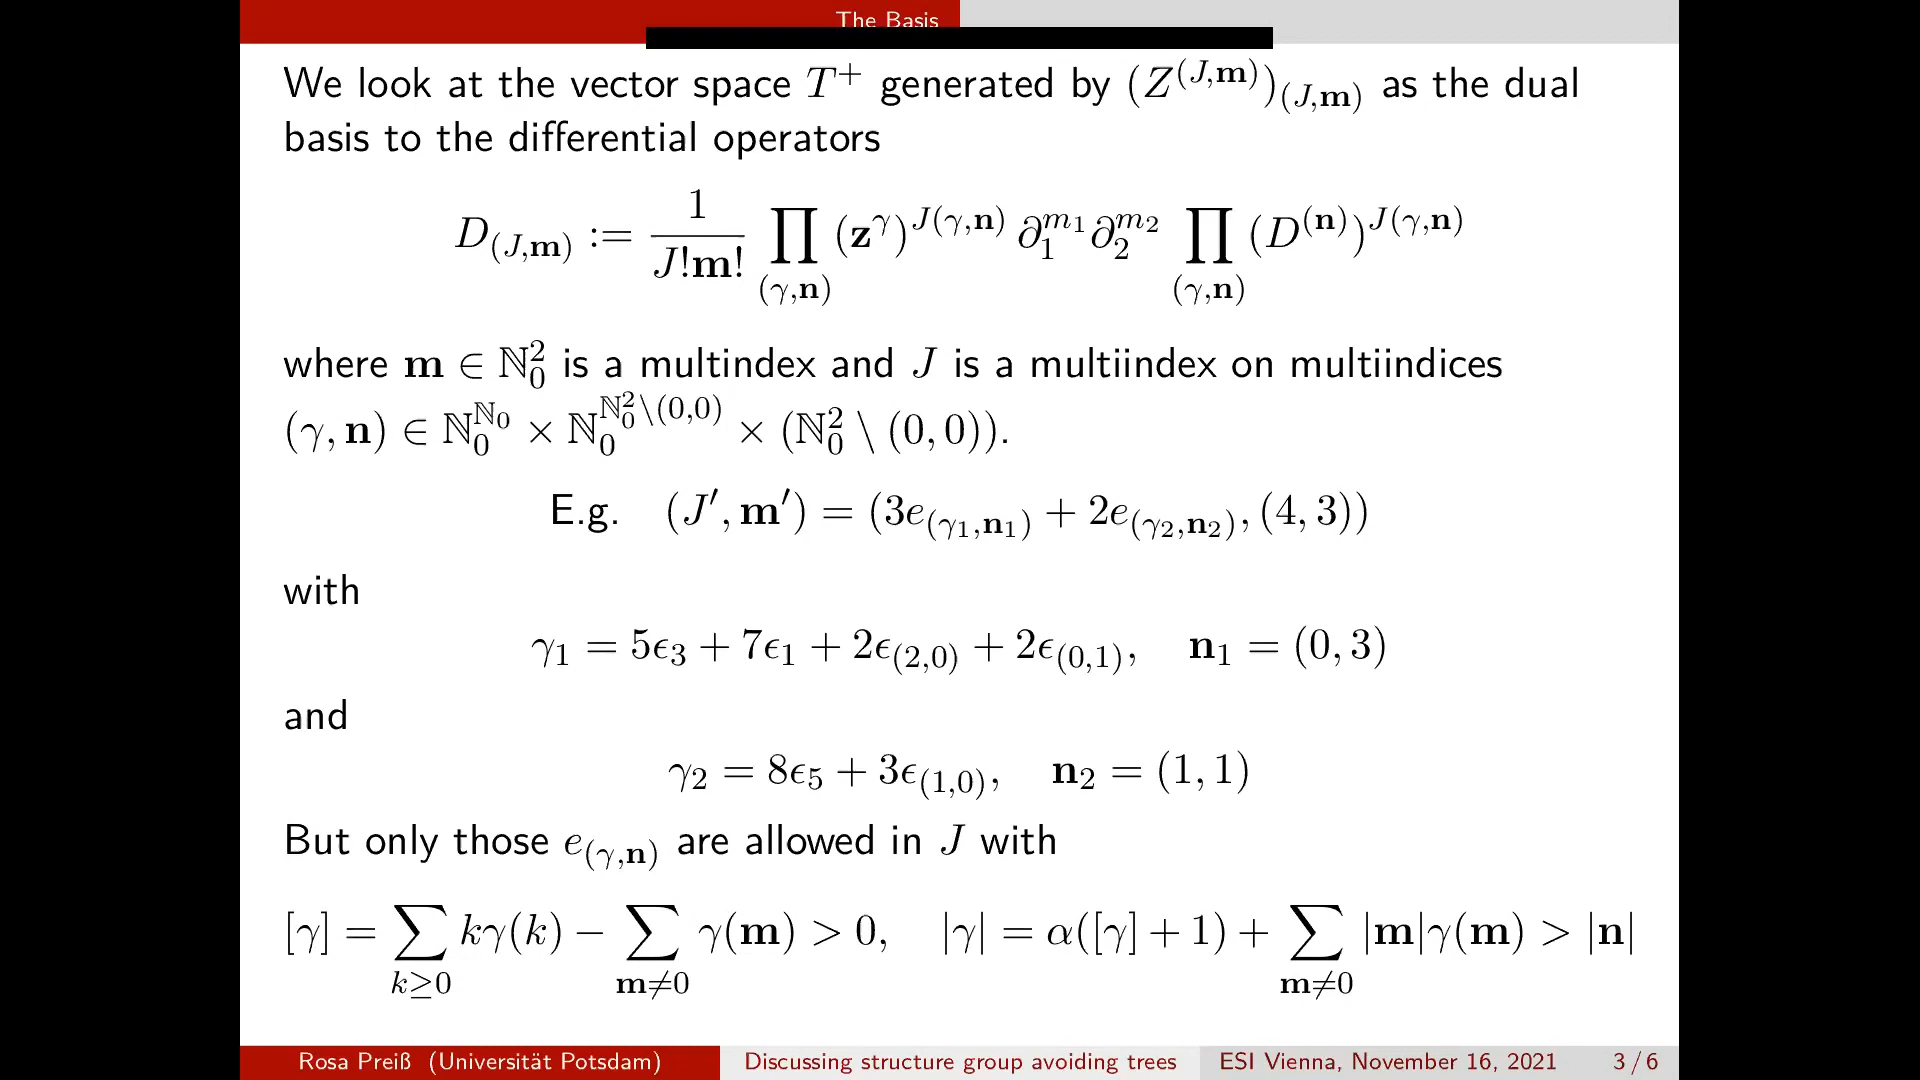 The Basis
We look at the vector space T⁺ generated by (Z^{(J,𝐦)})_{(J,𝐦)} as the dual
basis to the differential operators
D_{(J,𝐦)} := \frac{1}{J!𝐦!} ∏_{(γ,𝐧)} (𝐳^γ)^{J(γ,𝐧)} ∂_1^{m_1} ∂_2^{m_2} ∏_{(γ,𝐧)} (D^{(𝐧)})^{J(γ,𝐧)}
where 𝐦 ∈ ℕ_0^2 is a multindex and J is a multiindex on multiindices
(γ, 𝐧) ∈ ℕ_0^{ℕ_0} × ℕ_0^{ℕ_0^2∖(0,0)} × (ℕ_0^2 ∖ (0, 0)).
E.g. (J′, 𝐦′) = (3e_{(γ_1,𝐧_1)} + 2e_{(γ_2,𝐧_2)}, (4, 3))
with
γ_1 = 5ϵ_3 + 7ϵ_1 + 2ϵ_{(2,0)} + 2ϵ_{(0,1)}, 𝐧_1 = (0, 3)
and
γ_2 = 8ϵ_5 + 3ϵ_{(1,0)}, 𝐧_2 = (1, 1)
But only those e_{(γ,𝐧)} are allowed in J with
[γ] = ∑_{k≥0} kγ(k) − ∑_{𝐦≠0} γ(𝐦) > 0, |γ| = α([γ] + 1) + ∑_{𝐦≠0} |𝐦|γ(𝐦) > |𝐧|
Rosa Preiß (Universität Potsdam) Discussing structure group avoiding trees ESI Vienna, November 16, 2021 3 / 6